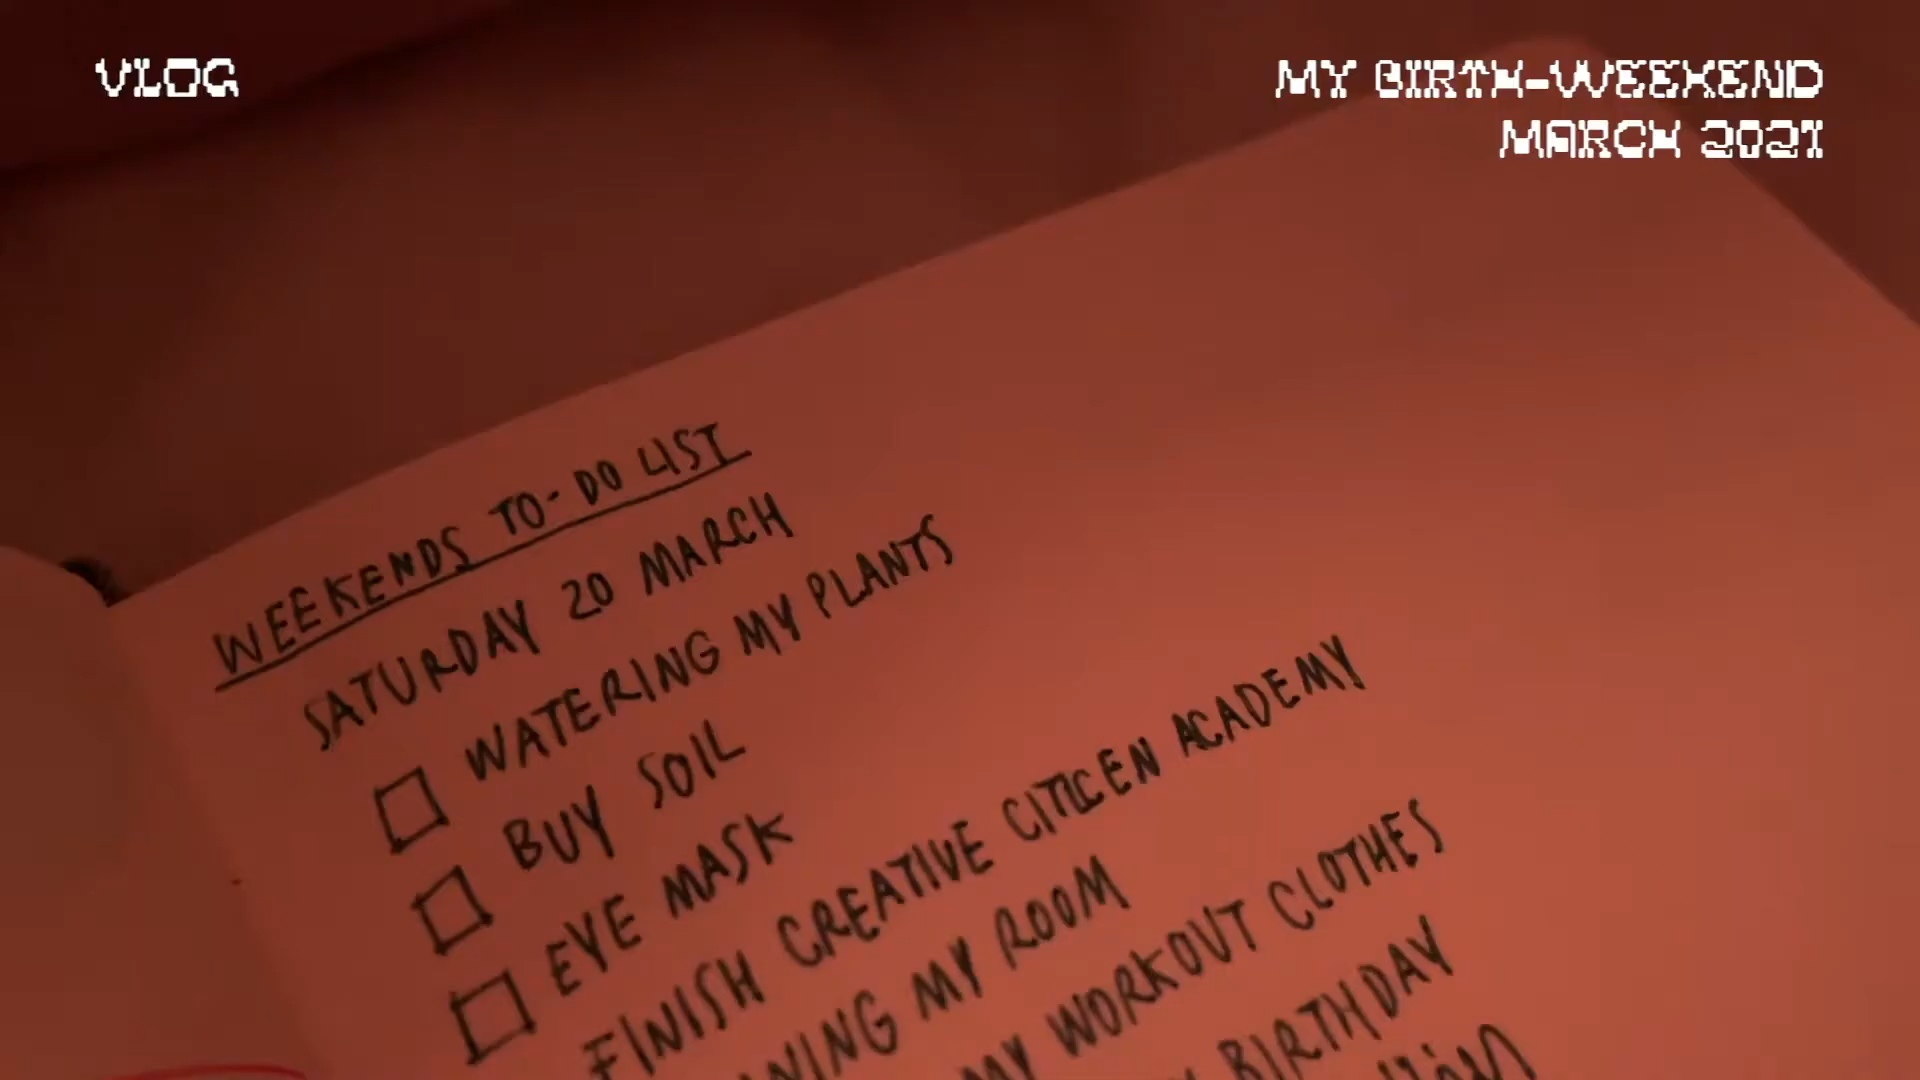 VLOG
MY BIRTH-WEEKEND
MARCH 2021
WEEKENDS TO-DO LIST
SATURDAY 20 MARCH
WATERING MY PLANTS
BUY SOIL
EYE MASK
FINISH CREATIVE CITICEN ACADEMY
MY ROOM
MY WORKOUT CLOTHES
BIRTHDAY